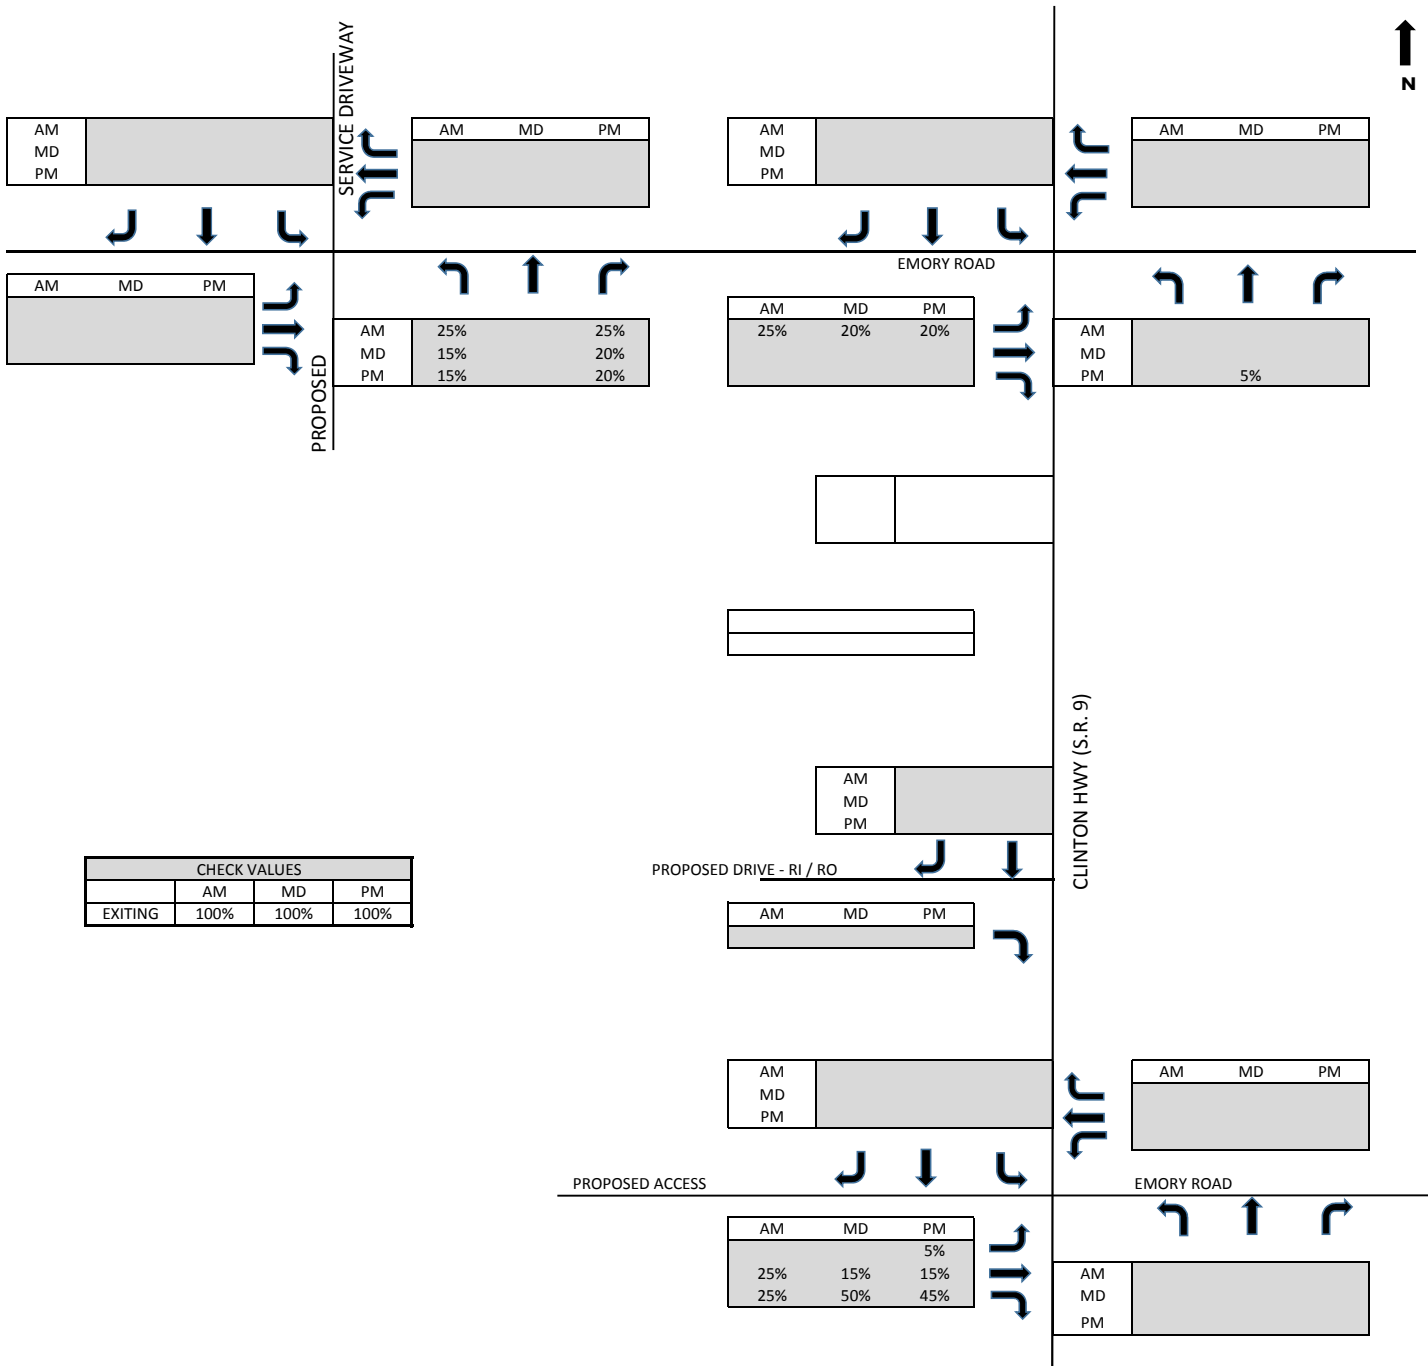 SERVICE DRIVEWAY
N
AM
MD
PM
AM MD PM
AM
MD
PM
AM MD PM
EMORY ROAD
AM MD PM
PROPOSED
AM 25% 25%
MD 15% 20%
PM 15% 20%
AM MD PM
25% 20% 20%
AM
MD
PM 5%
CLINTON HWY (S.R. 9)
AM
MD
PM
PROPOSED DRIVE - RI / RO
CHECK VALUES
AM MD PM
EXITING 100% 100% 100%
AM MD PM
AM
MD
PM
AM MD PM
PROPOSED ACCESS
EMORY ROAD
AM MD PM
5%
25% 15% 15%
25% 50% 45%
AM
MD
PM